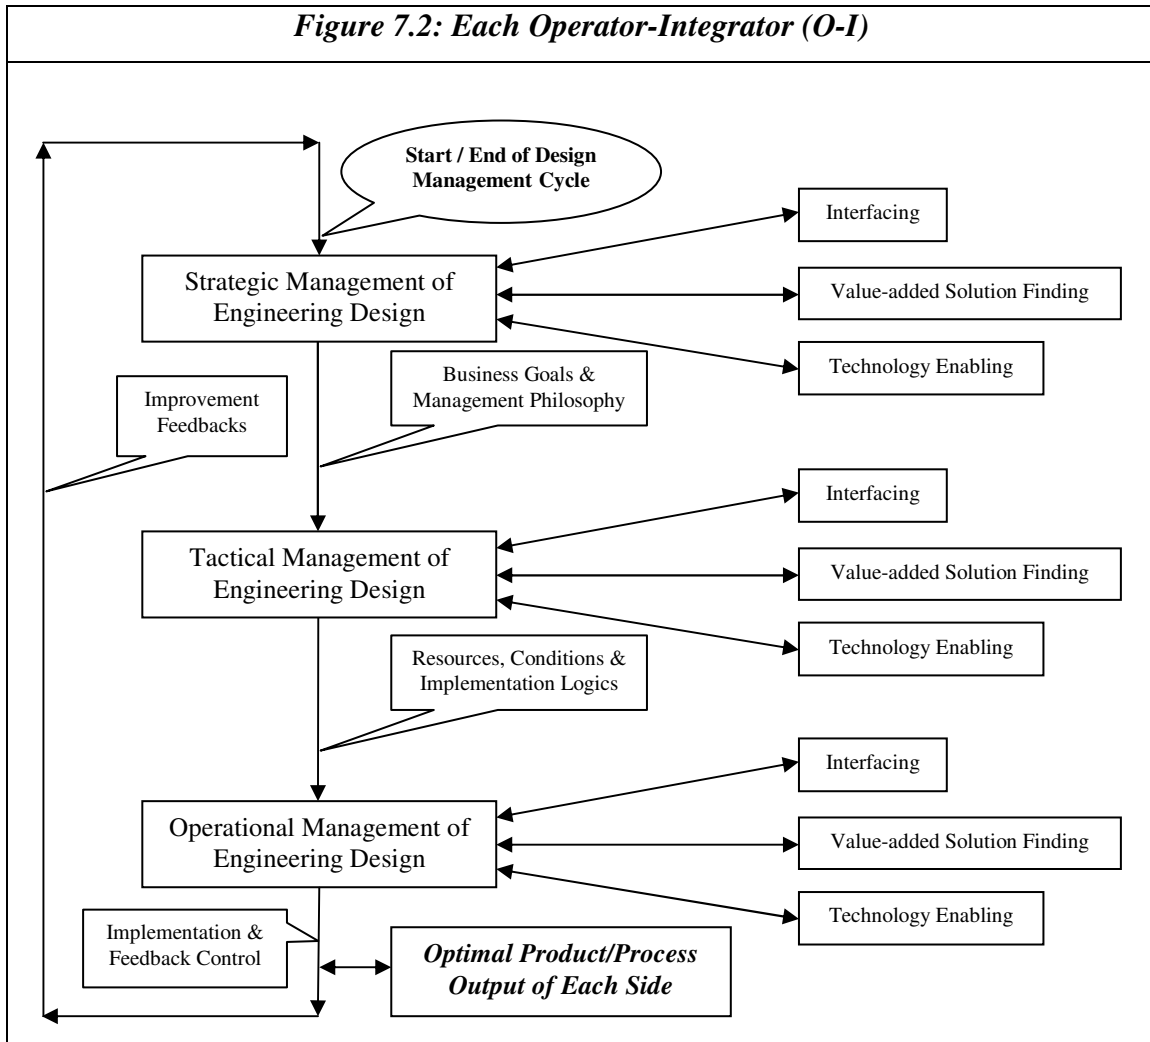 Figure 7.2: Each Operator-Integrator (O-I)
Start / End of Design
Management Cycle
Interfacing
Strategic Management of
Engineering Design
Value-added Solution Finding
Technology Enabling
Business Goals &
Management Philosophy
Improvement
Feedbacks
Interfacing
Tactical Management of
Engineering Design
Value-added Solution Finding
Technology Enabling
Resources, Conditions &
Implementation Logics
Interfacing
Operational Management of
Engineering Design
Value-added Solution Finding
Technology Enabling
Implementation &
Feedback Control
Optimal Product/Process
Output of Each Side